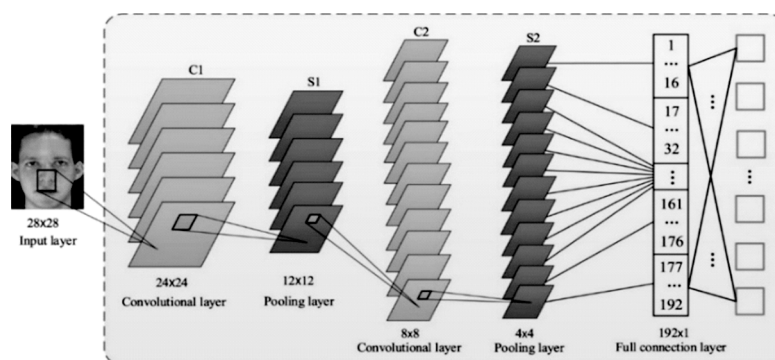 C1
S1
C2
S2
1
...
16
17
...
32
...
161
...
176
177
...
192
...
...
...
28x28
Input layer
24x24
Convolutional layer
12x12
Pooling layer
8x8
Convolutional layer
4x4
Pooling layer
192x1
Full connection layer